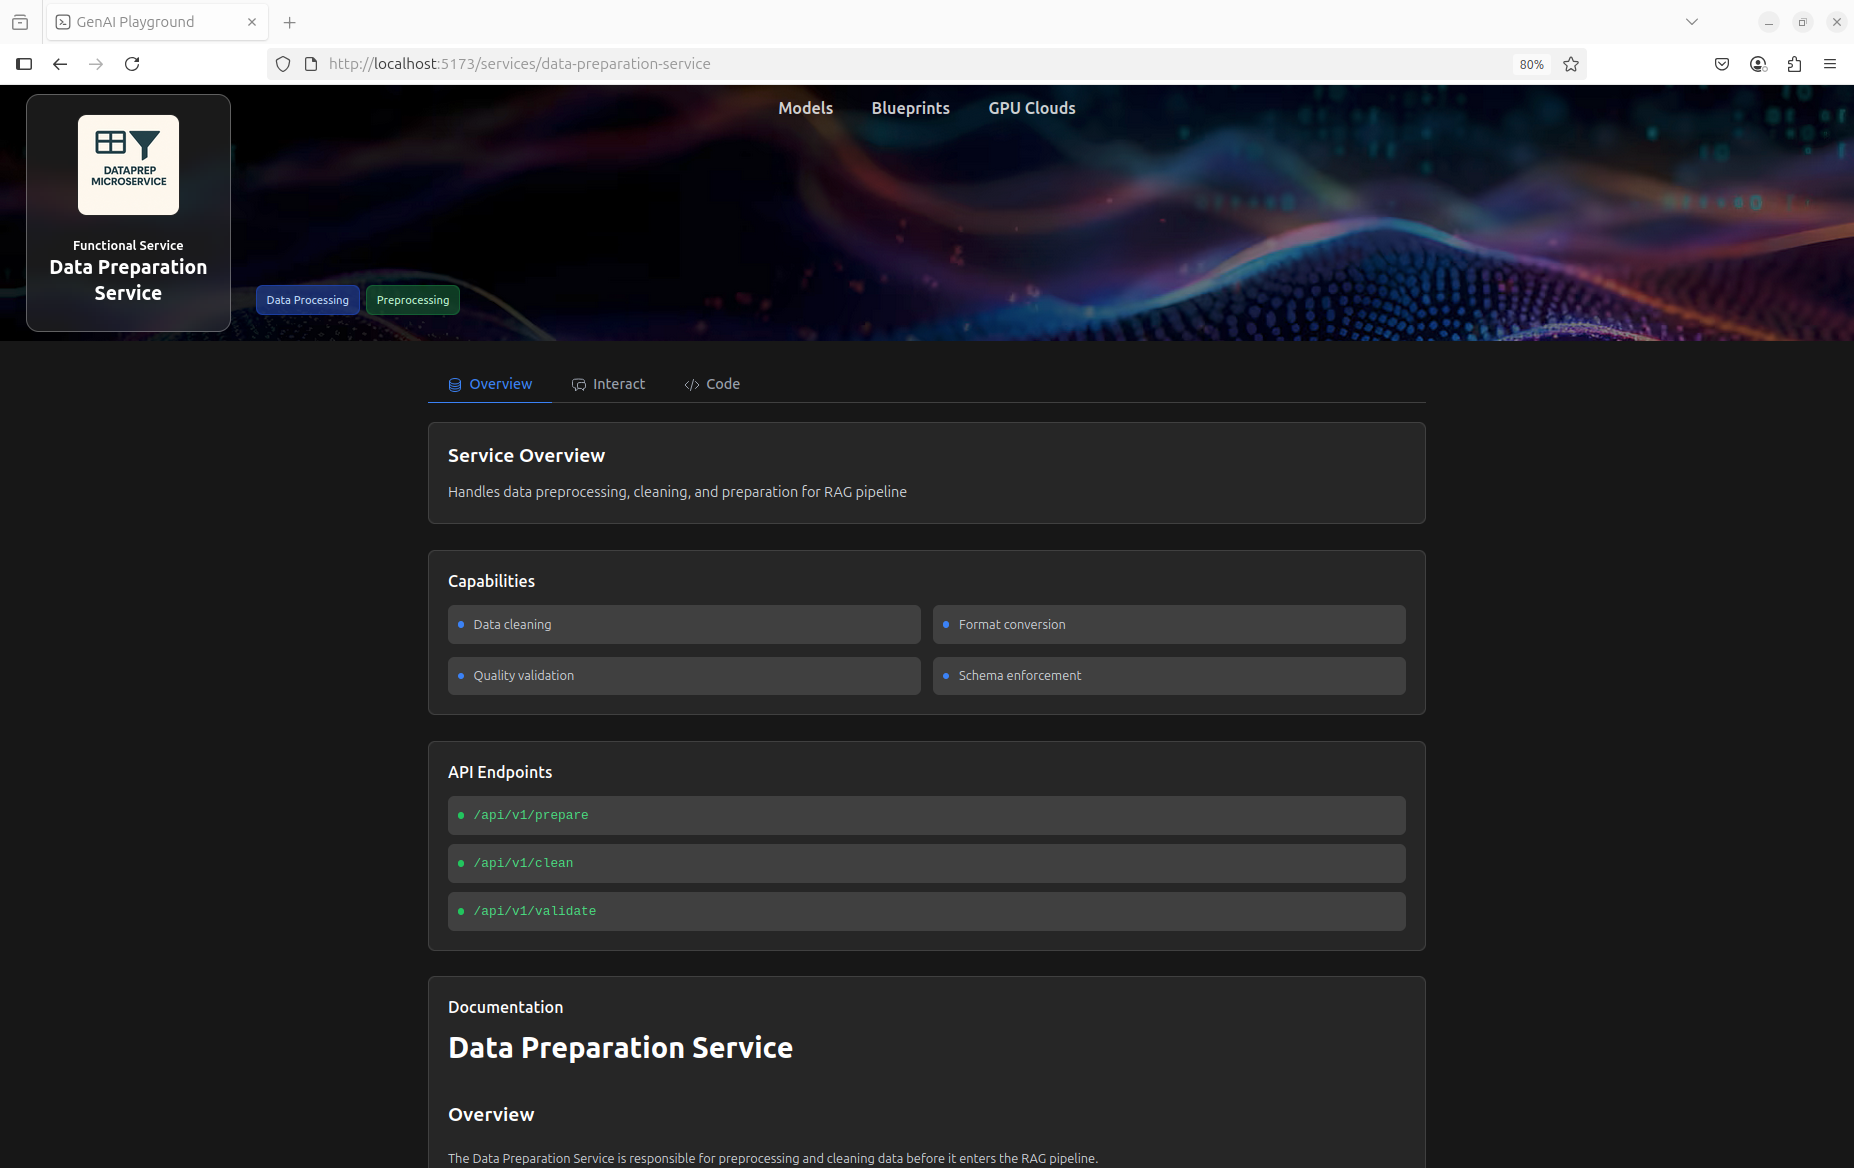 GenAI Playground
http://localhost:5173/services/data-preparation-service
80%
Models
Blueprints
GPU Clouds
DATAPREP
MICROSERVICE
Functional Service
Data Preparation
Service
Data Processing
Preprocessing
Overview
Interact
Code
Service Overview
Handles data preprocessing, cleaning, and preparation for RAG pipeline
Capabilities
Data cleaning
Format conversion
Quality validation
Schema enforcement
API Endpoints
/api/v1/prepare
/api/v1/clean
/api/v1/validate
Documentation
Data Preparation Service
Overview
The Data Preparation Service is responsible for preprocessing and cleaning data before it enters the RAG pipeline.